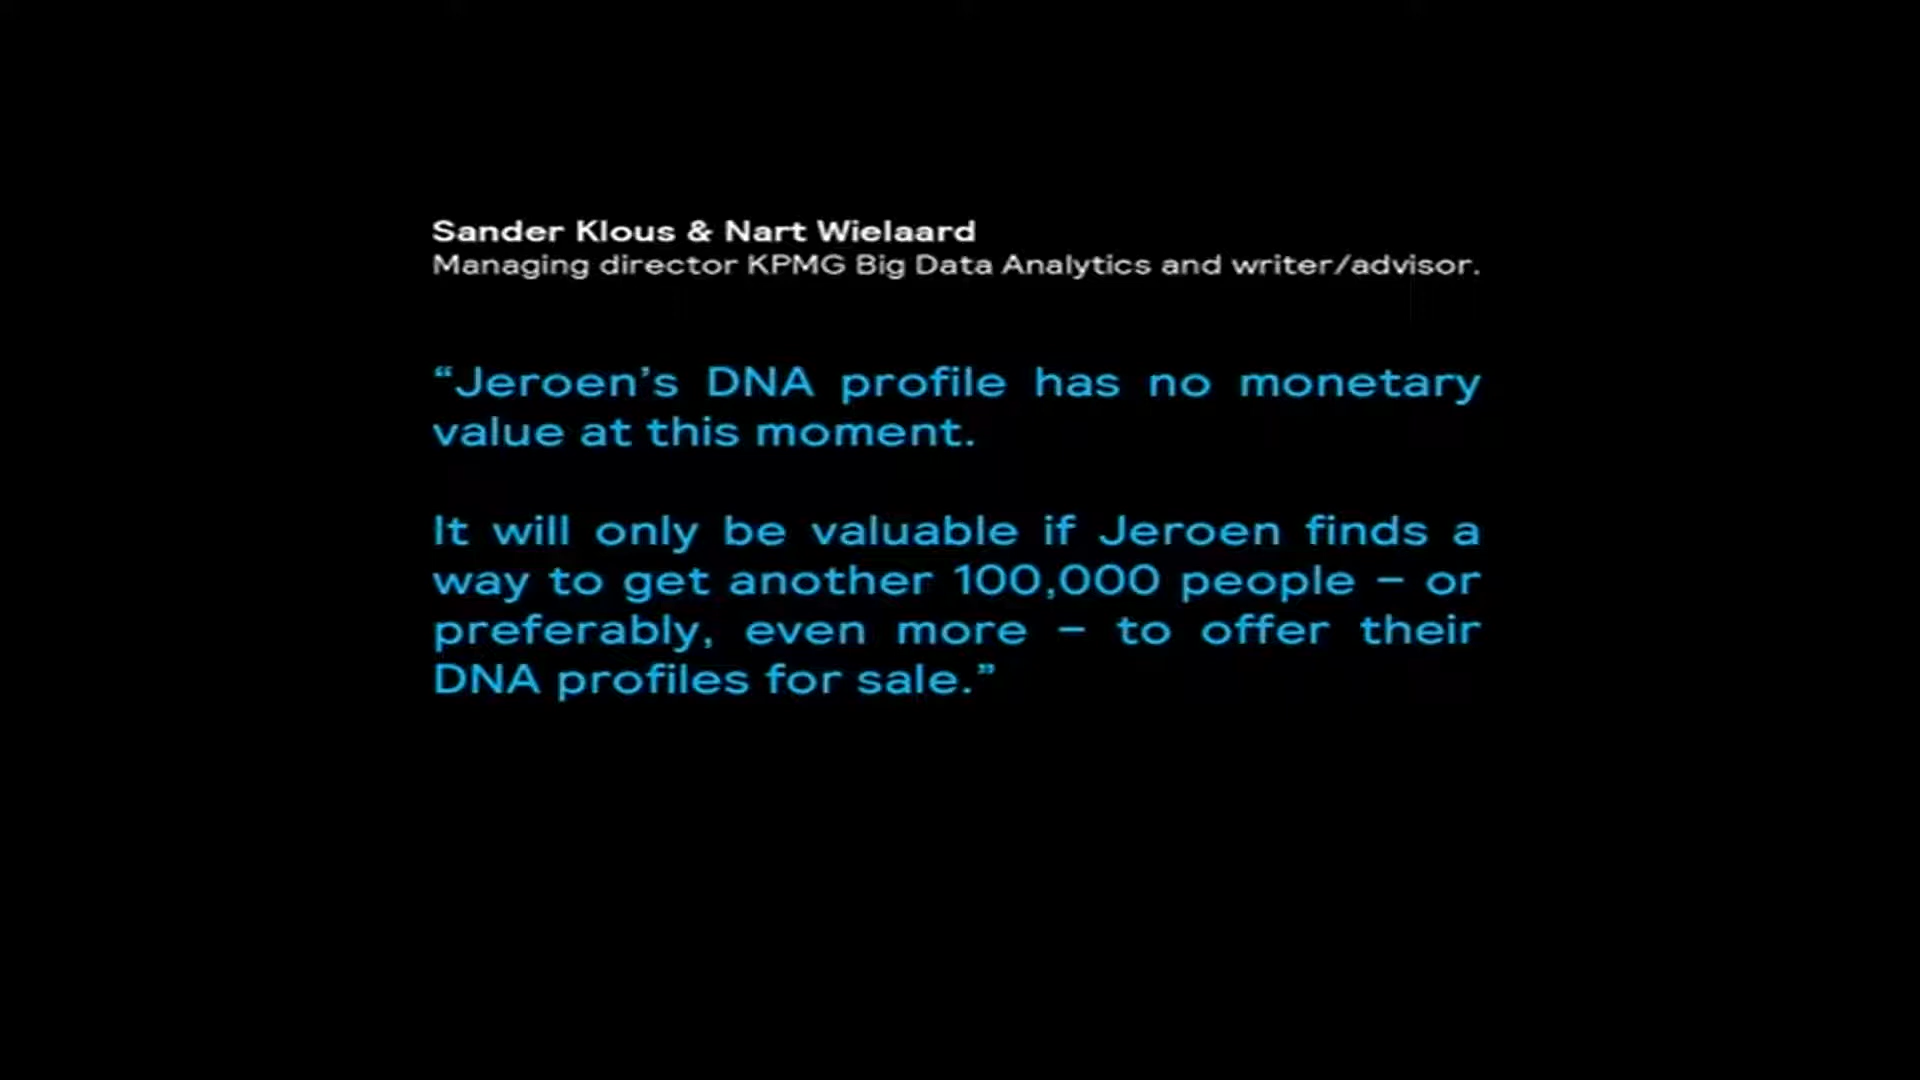 Sander Klous & Nart Wielaard
Managing director KPMG Big Data Analytics and writer/advisor.
“Jeroen’s DNA profile has no monetary
value at this moment.
It will only be valuable if Jeroen finds a
way to get another 100,000 people – or
preferably, even more – to offer their
DNA profiles for sale.”